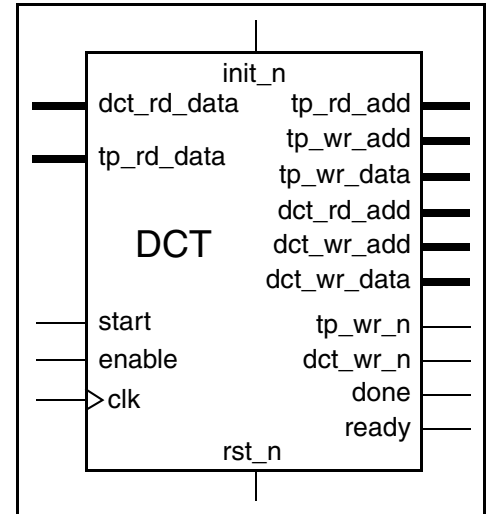 init_n
dct_rd_data tp_rd_add
tp_wr_add
tp_rd_data tp_wr_data
dct_rd_add
DCT dct_wr_add
dct_wr_data
start tp_wr_n
enable dct_wr_n
clk done
ready
rst_n